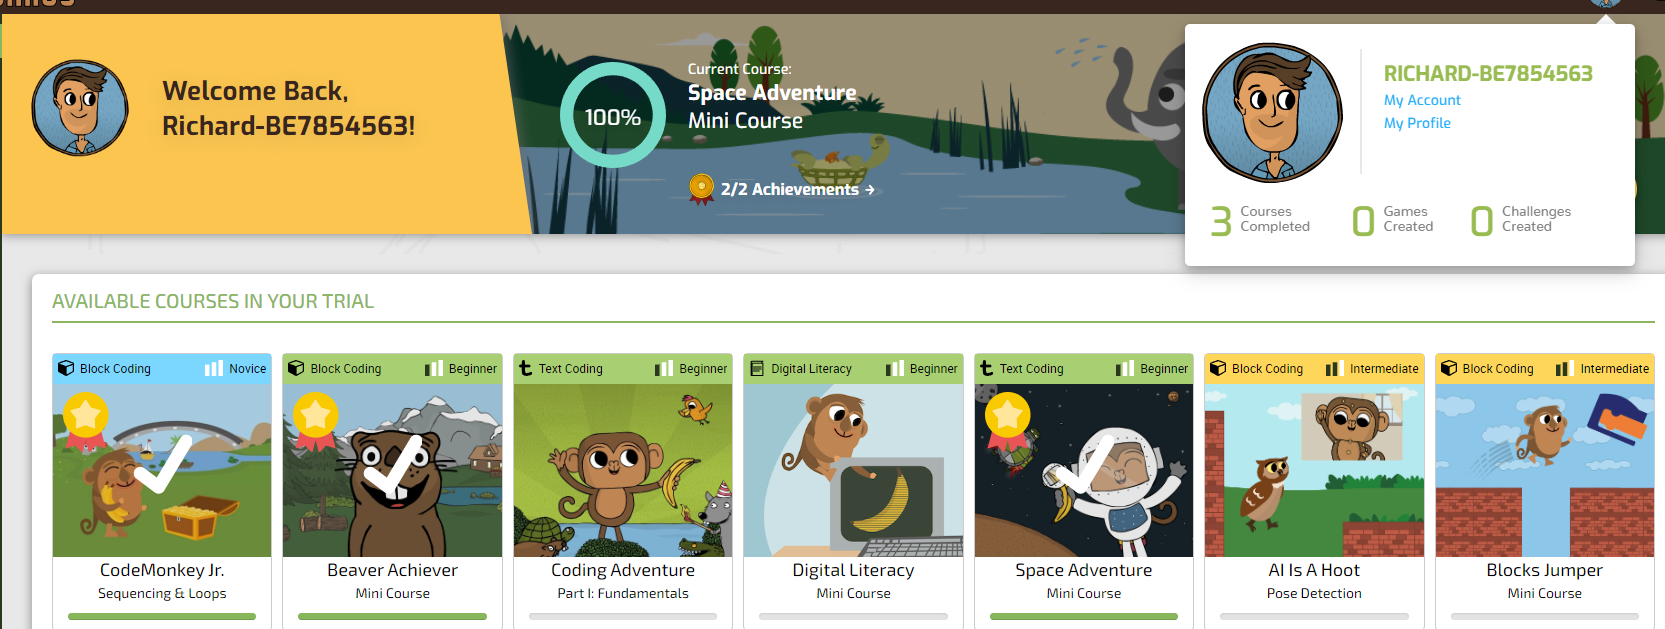 Welcome Back,
Richard-BE7854563!
100%
Current Course:
Space Adventure
Mini Course
2/2 Achievements →
RICHARD-BE7854563
My Account
My Profile
3 Courses Completed
0 Games Created
0 Challenges Created
AVAILABLE COURSES IN YOUR TRIAL
Block Coding Novice
CodeMonkey Jr.
Sequencing & Loops
Block Coding Beginner
Beaver Achiever
Mini Course
Text Coding Beginner
Coding Adventure
Part I: Fundamentals
Digital Literacy Beginner
Digital Literacy
Mini Course
Text Coding Beginner
Space Adventure
Mini Course
Block Coding Intermediate
AI Is A Hoot
Pose Detection
Block Coding Intermediate
Blocks Jumper
Mini Course